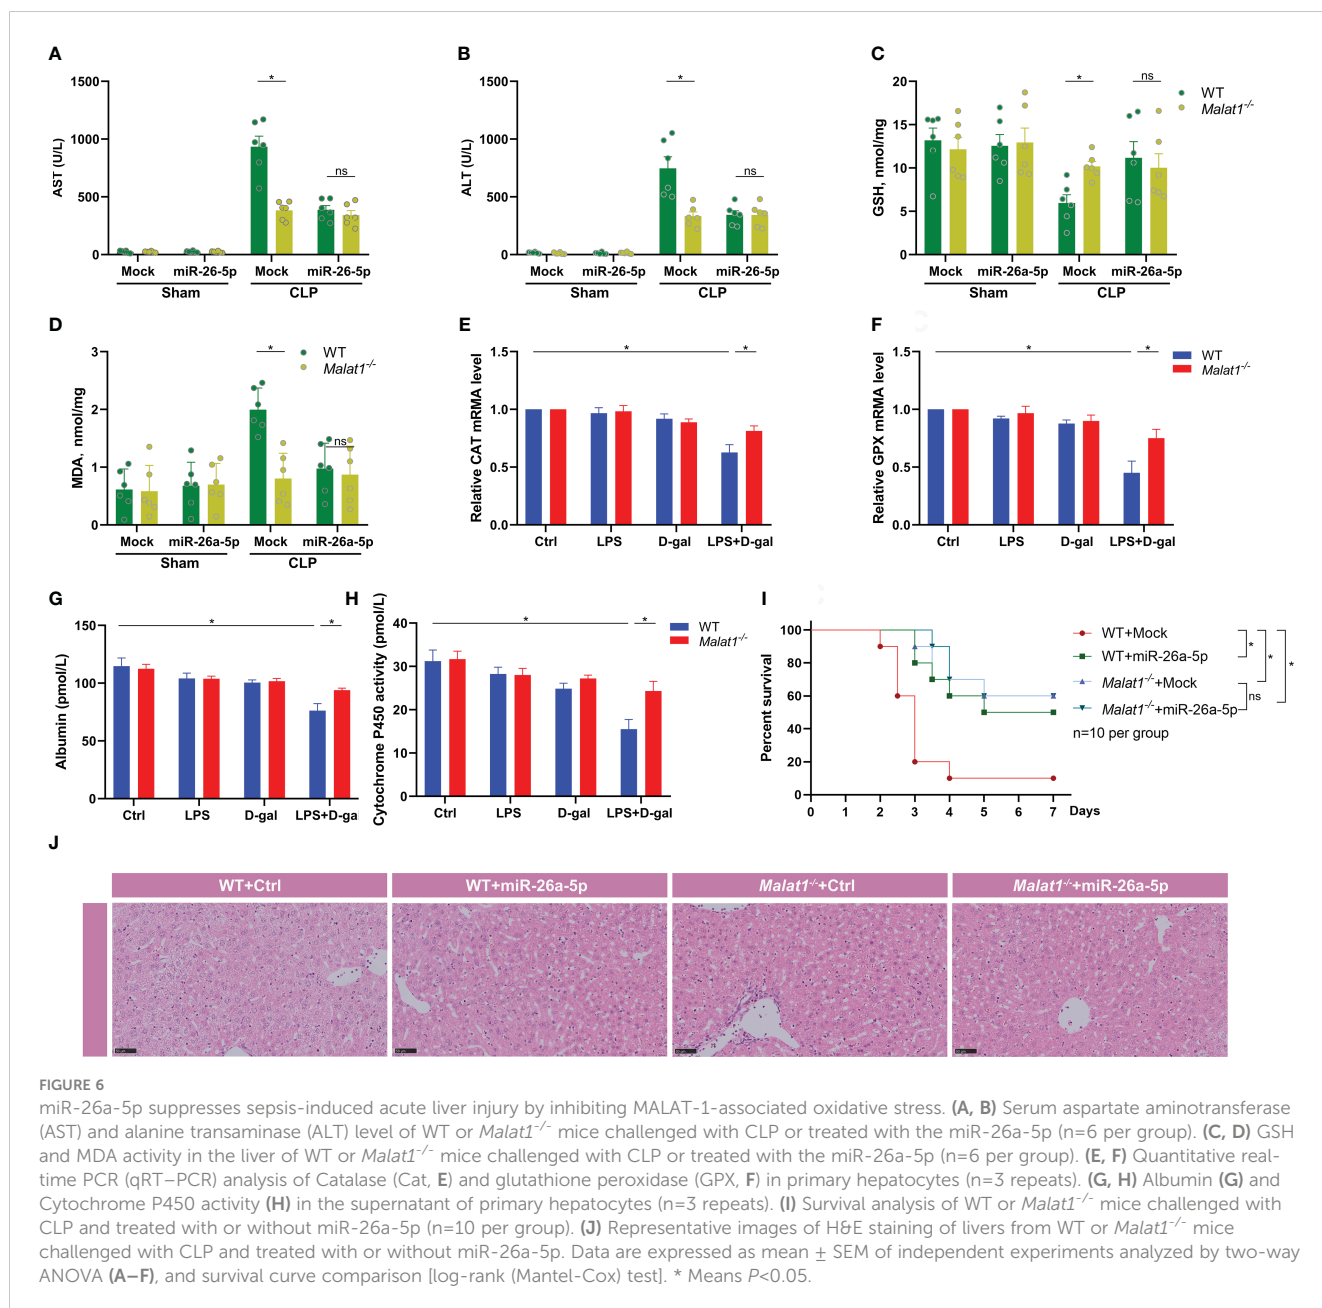 A
AST (U/L)
1500
1000
500
0
*
ns
Mock
miR-26-5p
Mock
miR-26-5p
Sham
CLP
B
ALT (U/L)
1500
1000
500
0
*
ns
Mock
miR-26-5p
Mock
miR-26-5p
Sham
CLP
C
GSH, nmol/mg
20
15
10
5
0
*
ns
WT
Malat1-/-
Mock
miR-26a-5p
Mock
miR-26a-5p
Sham
CLP
D
MDA, nmol/mg
3
2
1
0
*
ns
WT
Malat1-/-
Mock
miR-26a-5p
Mock
miR-26a-5p
Sham
CLP
E
Relative CAT mRMA level
1.5
1.0
0.5
0.0
*
*
Ctrl
LPS
D-gal
LPS+D-gal
F
Relative GPX mRMA level
1.5
1.0
0.5
0.0
*
*
WT
Malat1-/-
Ctrl
LPS
D-gal
LPS+D-gal
G
Albumin (pmol/L)
150
100
50
0
*
*
Ctrl
LPS
D-gal
LPS+D-gal
H
Cytochrome P450 activity (pmol/L)
40
30
20
10
0
*
*
WT
Malat1-/-
Ctrl
LPS
D-gal
LPS+D-gal
I
Percent survival
100
80
60
40
20
0
0 1 2 3 4 5 6 7 Days
WT+Mock
WT+miR-26a-5p
Malat1-/-+Mock
Malat1-/-+miR-26a-5p
n=10 per group
*
*
*
ns
J
WT+Ctrl
WT+miR-26a-5p
Malat1-/-+Ctrl
Malat1-/-+miR-26a-5p
FIGURE 6
miR-26a-5p suppresses sepsis-induced acute liver injury by inhibiting MALAT-1-associated oxidative stress. (A, B) Serum aspartate aminotransferase
(AST) and alanine transaminase (ALT) level of WT or Malat1-/- mice challenged with CLP or treated with the miR-26a-5p (n=6 per group). (C, D) GSH
and MDA activity in the liver of WT or Malat1-/- mice challenged with CLP or treated with the miR-26a-5p (n=6 per group). (E, F) Quantitative real-
time PCR (qRT−PCR) analysis of Catalase (Cat, E) and glutathione peroxidase (GPX, F) in primary hepatocytes (n=3 repeats). (G, H) Albumin (G) and
Cytochrome P450 activity (H) in the supernatant of primary hepatocytes (n=3 repeats). (I) Survival analysis of WT or Malat1-/- mice challenged with
CLP and treated with or without miR-26a-5p (n=10 per group). (J) Representative images of H&E staining of livers from WT or Malat1-/- mice
challenged with CLP and treated with or without miR-26a-5p. Data are expressed as mean ± SEM of independent experiments analyzed by two-way
ANOVA (A–F), and survival curve comparison [log-rank (Mantel-Cox) test]. * Means P<0.05.